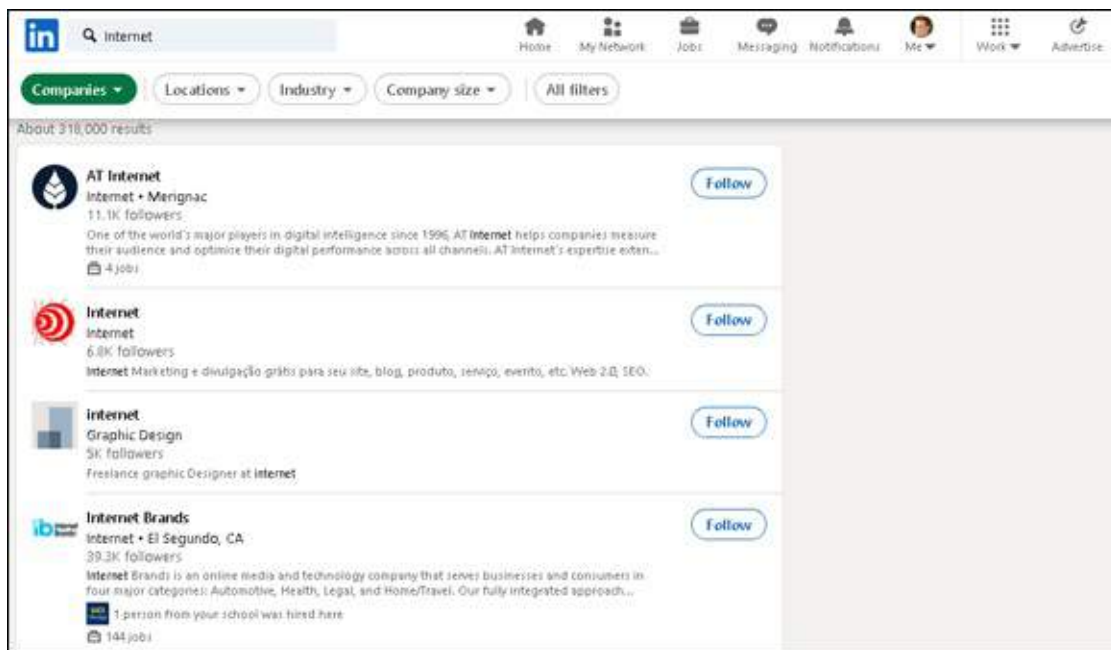 in
Internet
Home
My Network
Jobs
Messaging
Notifications
Me
Work
Advertise
Companies
Locations
Industry
Company size
All filters
About 318,000 results
AT Internet
Follow
Internet • Merignac
11.1K followers
One of the world's major players in digital intelligence since 1996, AT Internet helps companies measure
their audience and optimise their digital performance across all channels. AT Internet's expertise exten...
4 jobs
Internet
Follow
Internet
6.8K followers
Internet Marketing e divulgação grátis para seu site, blog, produto, serviço, evento, etc. Web 2.0, SEO.
internet
Follow
Graphic Design
5K followers
Freelance graphic Designer at internet
Internet Brands
Follow
ib
Internet • El Segundo, CA
39.3K followers
Internet Brands is an online media and technology company that serves businesses and consumers in
four major categories: Automotive, Health, Legal, and Home/Travel. Our fully integrated approach...
1 person from your school was hired here
144 jobs